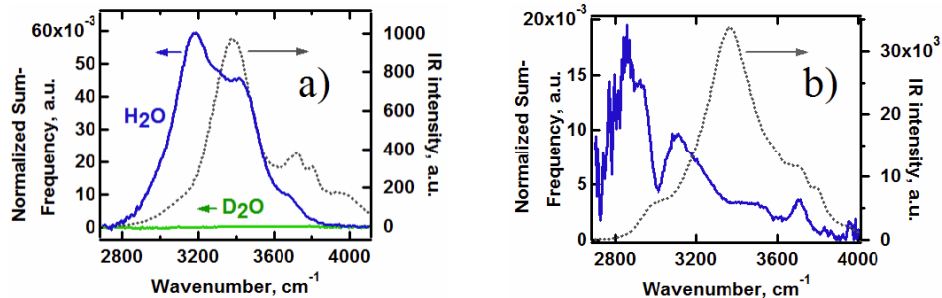 60x10⁻³
50
40
30
20
10
0
Normalized Sum-
Frequency, a.u.
H2O
D2O
a)
1000
800
600
400
200
0
IR intensity, a.u.
2800
3200
3600
4000
Wavenumber, cm⁻¹
20x10⁻³
15
10
5
0
Normalized Sum-
Frequency, a.u.
b)
30x10³
20
10
0
IR intensity, a.u.
2800
3200
3600
4000
Wavenumber, cm⁻¹